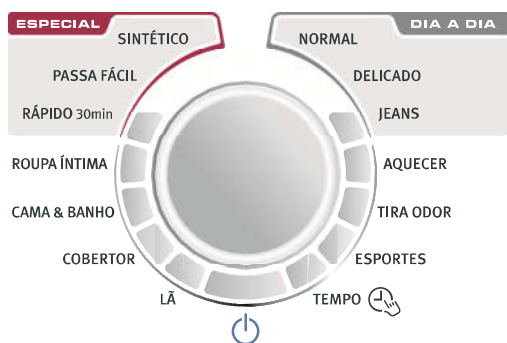 ESPECIAL
DIA A DIA
SINTÉTICO
NORMAL
PASSA FÁCIL
DELICADO
RÁPIDO 30min
JEANS
ROUPA ÍNTIMA
AQUECER
CAMA & BANHO
TIRA ODOR
COBERTOR
ESPORTES
LÃ
TEMPO